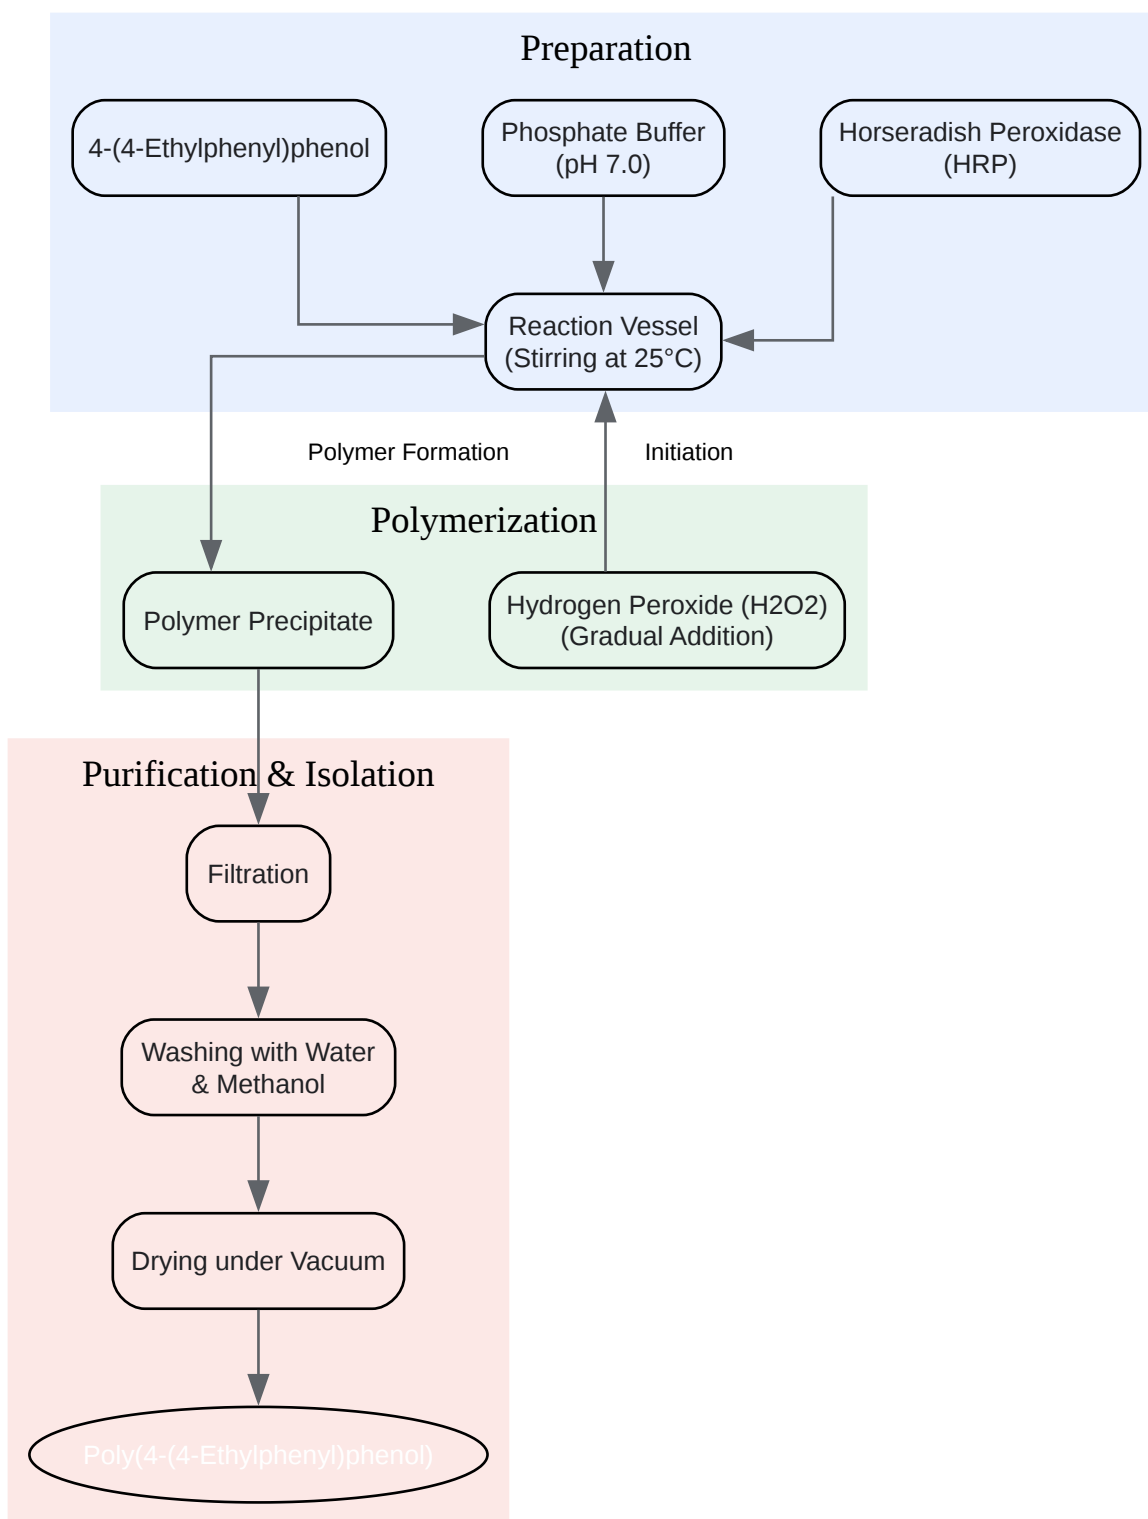 Preparation
4-(4-Ethylphenyl)phenol
Phosphate Buffer
(pH 7.0)
Horseradish Peroxidase
(HRP)
Reaction Vessel
(Stirring at 25°C)
Polymer Formation
Initiation
Polymerization
Polymer Precipitate
Hydrogen Peroxide (H2O2)
(Gradual Addition)
Purification & Isolation
Filtration
Washing with Water
& Methanol
Drying under Vacuum
Poly(4-(4-Ethylphenyl)phenol)